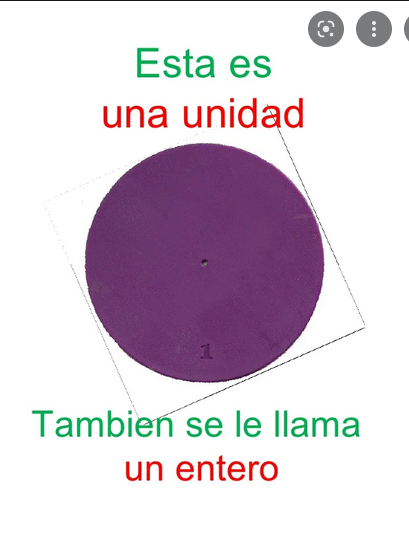 Esta es
una unidad
1
Tambien se le llama
un entero